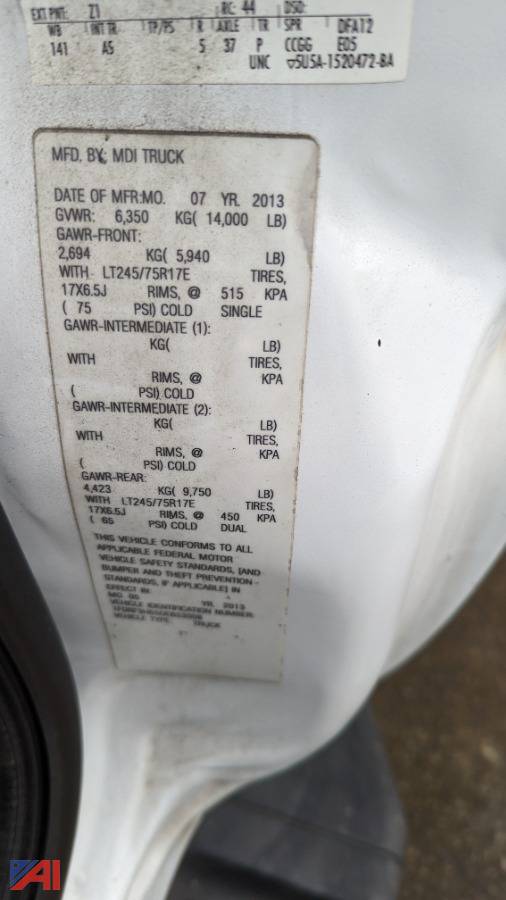 EXT PNT: Z1 RC: 44 DSO:
WB INT TR TP/PS R AXLE TR SPR DFA12
141 A5 5 37 P CCGG E05
UNC ▽5U5A-1520472-BA
MFD. BY: MDI TRUCK
DATE OF MFR:MO. 07 YR. 2013
GVWR: 6,350 KG( 14,000 LB)
GAWR-FRONT:
2,694 KG( 5,940 LB)
WITH LT245/75R17E TIRES,
17X6.5J RIMS, @ 515 KPA
( 75 PSI) COLD SINGLE
GAWR-INTERMEDIATE (1):
KG( LB)
WITH TIRES,
RIMS, @ KPA
( PSI) COLD
GAWR-INTERMEDIATE (2):
KG( LB)
WITH TIRES,
RIMS, @ KPA
( PSI) COLD
GAWR-REAR:
4,423 KG( 9,750 LB)
WITH LT245/75R17E TIRES,
17X6.5J RIMS, @ 450 KPA
( 65 PSI) COLD DUAL
THIS VEHICLE CONFORMS TO ALL
APPLICABLE FEDERAL MOTOR
VEHICLE SAFETY STANDARDS, [AND
BUMPER AND THEFT PREVENTION
STANDARDS, IF APPLICABLE] IN
EFFECT IN:
MO. 05 YR. 2013
VEHICLE IDENTIFICATION NUMBER:
VEHICLE TYPE: TRUCK
AI